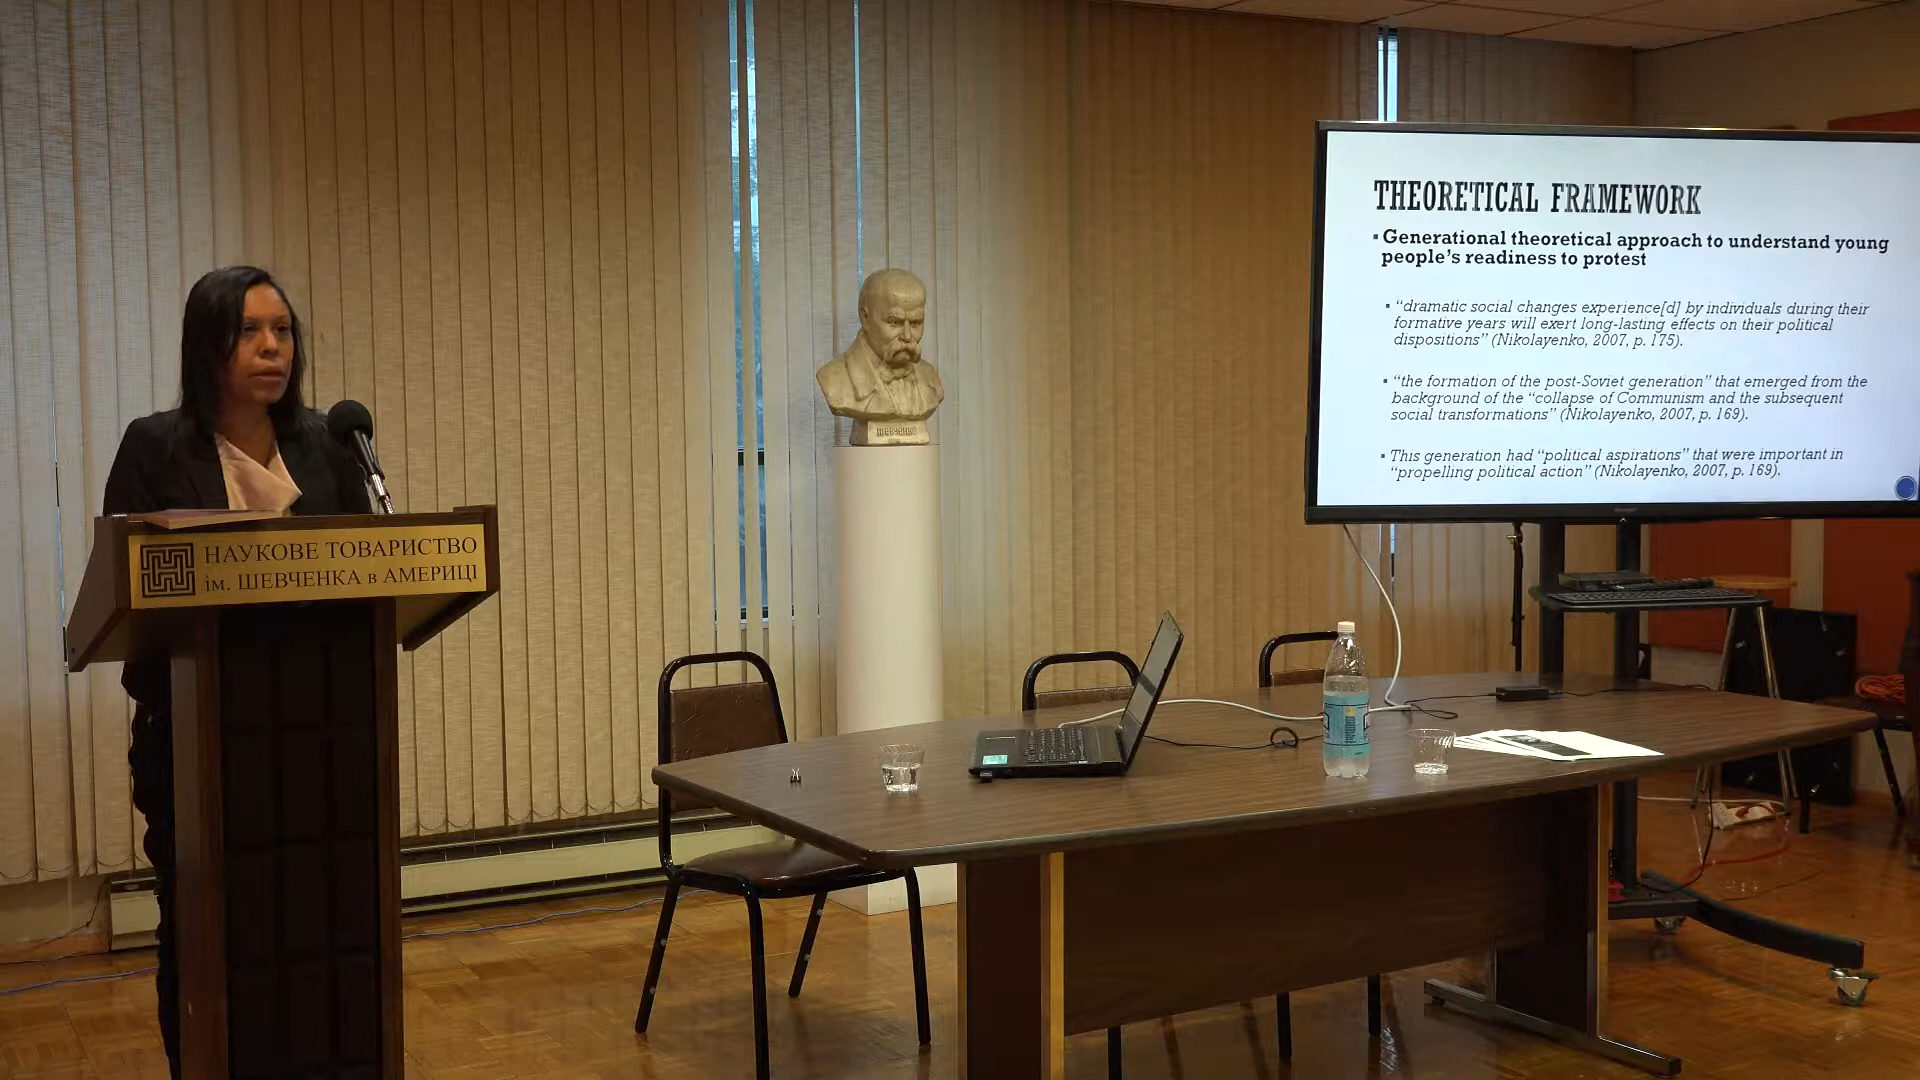 НАУКОВЕ ТОВАРИСТВО
ім. ШЕВЧЕНКА в АМЕРИЦІ
ШЕВЧЕНКО
THEORETICAL FRAMEWORK
▪ Generational theoretical approach to understand young
people's readiness to protest
▪ “dramatic social changes experience[d] by individuals during their
formative years will exert long-lasting effects on their political
dispositions” (Nikolayenko, 2007, p. 175).
▪ “the formation of the post-Soviet generation” that emerged from the
background of the “collapse of Communism and the subsequent
social transformations” (Nikolayenko, 2007, p. 169).
▪ This generation had “political aspirations” that were important in
“propelling political action” (Nikolayenko, 2007, p. 169).